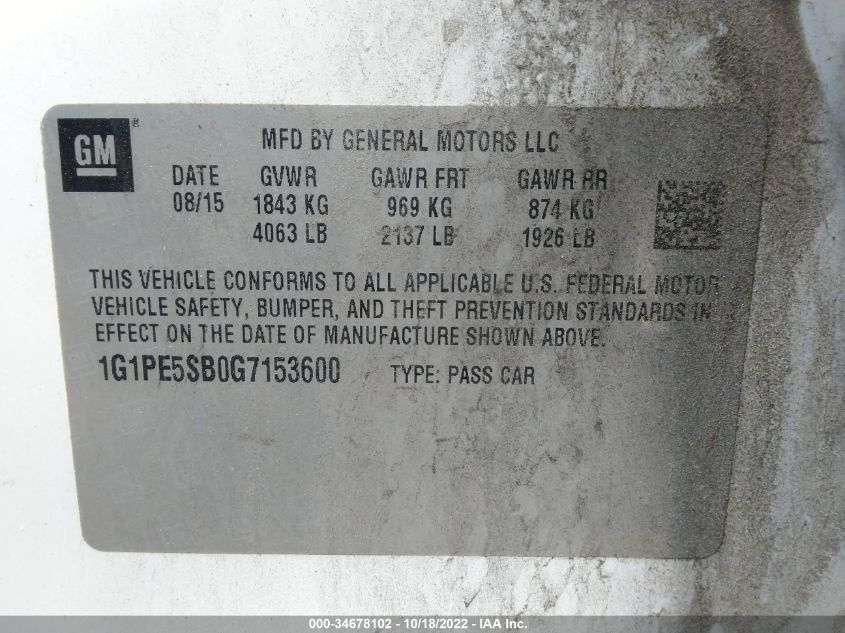 GM ®
MFD BY GENERAL MOTORS LLC
DATE GVWR GAWR FRT GAWR RR
08/15 1843 KG 969 KG 874 KG
4063 LB 2137 LB 1926 LB
THIS VEHICLE CONFORMS TO ALL APPLICABLE U.S. FEDERAL MOTOR
VEHICLE SAFETY, BUMPER, AND THEFT PREVENTION STANDARDS IN
EFFECT ON THE DATE OF MANUFACTURE SHOWN ABOVE.
1G1PE5SB0G7153600 TYPE: PASS CAR
000-34678102 - 10/18/2022 - IAA Inc.